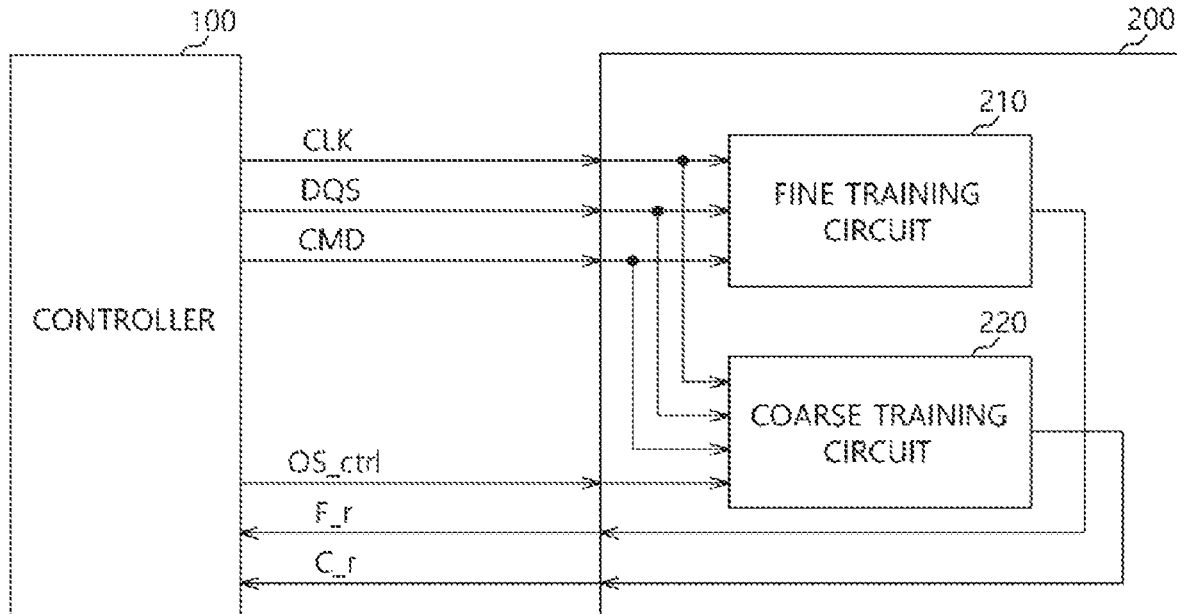 100
200
CLK
DQS
CMD
210
FINE TRAINING
CIRCUIT
CONTROLLER
220
COARSE TRAINING
CIRCUIT
OS_ctrl
F_r
C_r